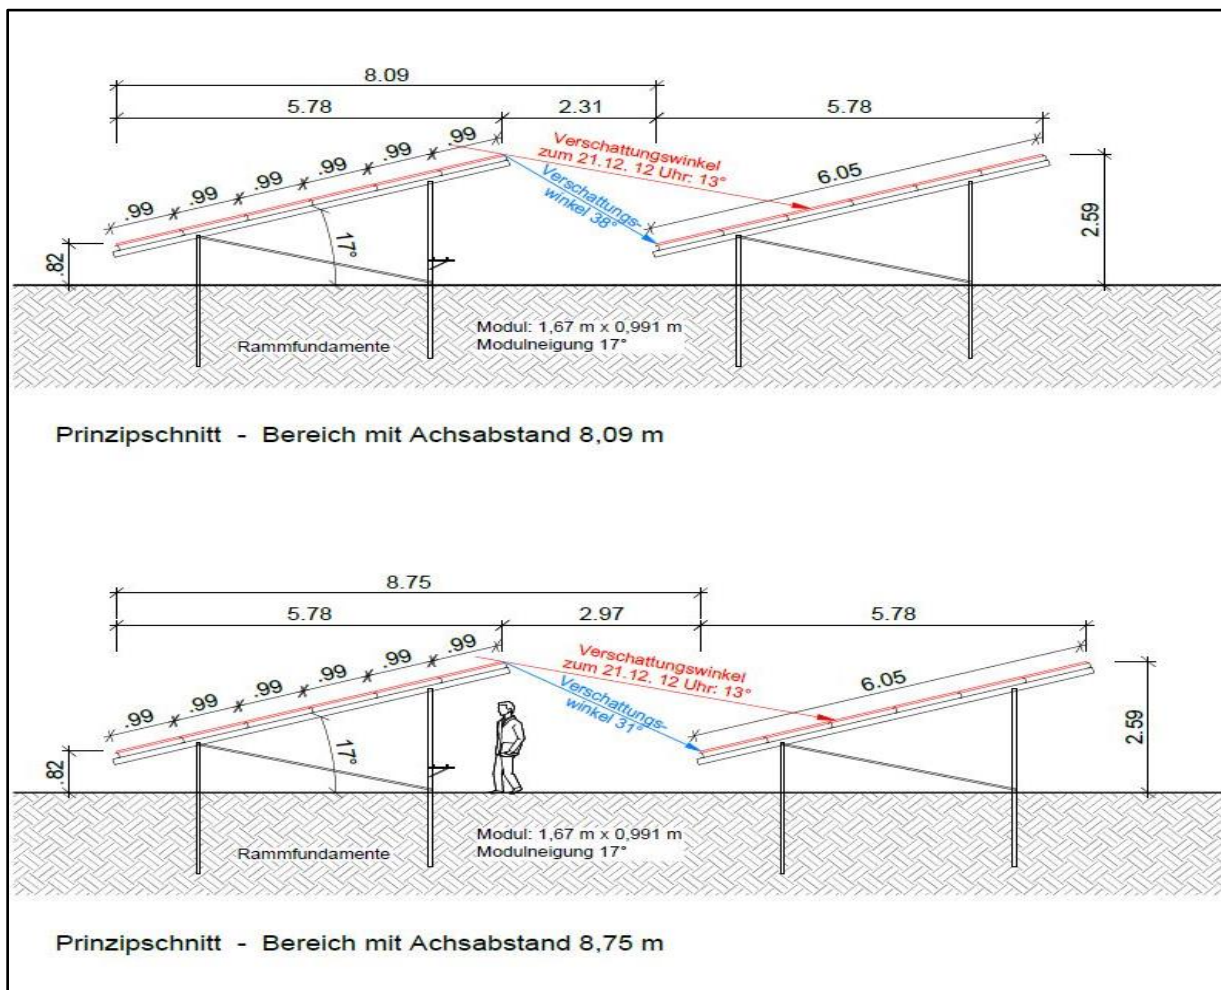 8.09
5.78
2.31
5.78
.99
.99
.99
.99
.99
.99
Verschattungswinkel
zum 21.12. 12 Uhr: 13°
Verschattungs-
winkel 38°
6.05
2.59
.82
17°
Rammfundamente
Modul: 1,67 m x 0,991 m
Modulneigung 17°
Prinzipschnitt - Bereich mit Achsabstand 8,09 m
8.75
5.78
2.97
5.78
.99
.99
.99
.99
.99
.99
Verschattungswinkel
zum 21.12. 12 Uhr: 13°
Verschattungs-
winkel 31°
6.05
2.59
.82
17°
Rammfundamente
Modul: 1,67 m x 0,991 m
Modulneigung 17°
Prinzipschnitt - Bereich mit Achsabstand 8,75 m